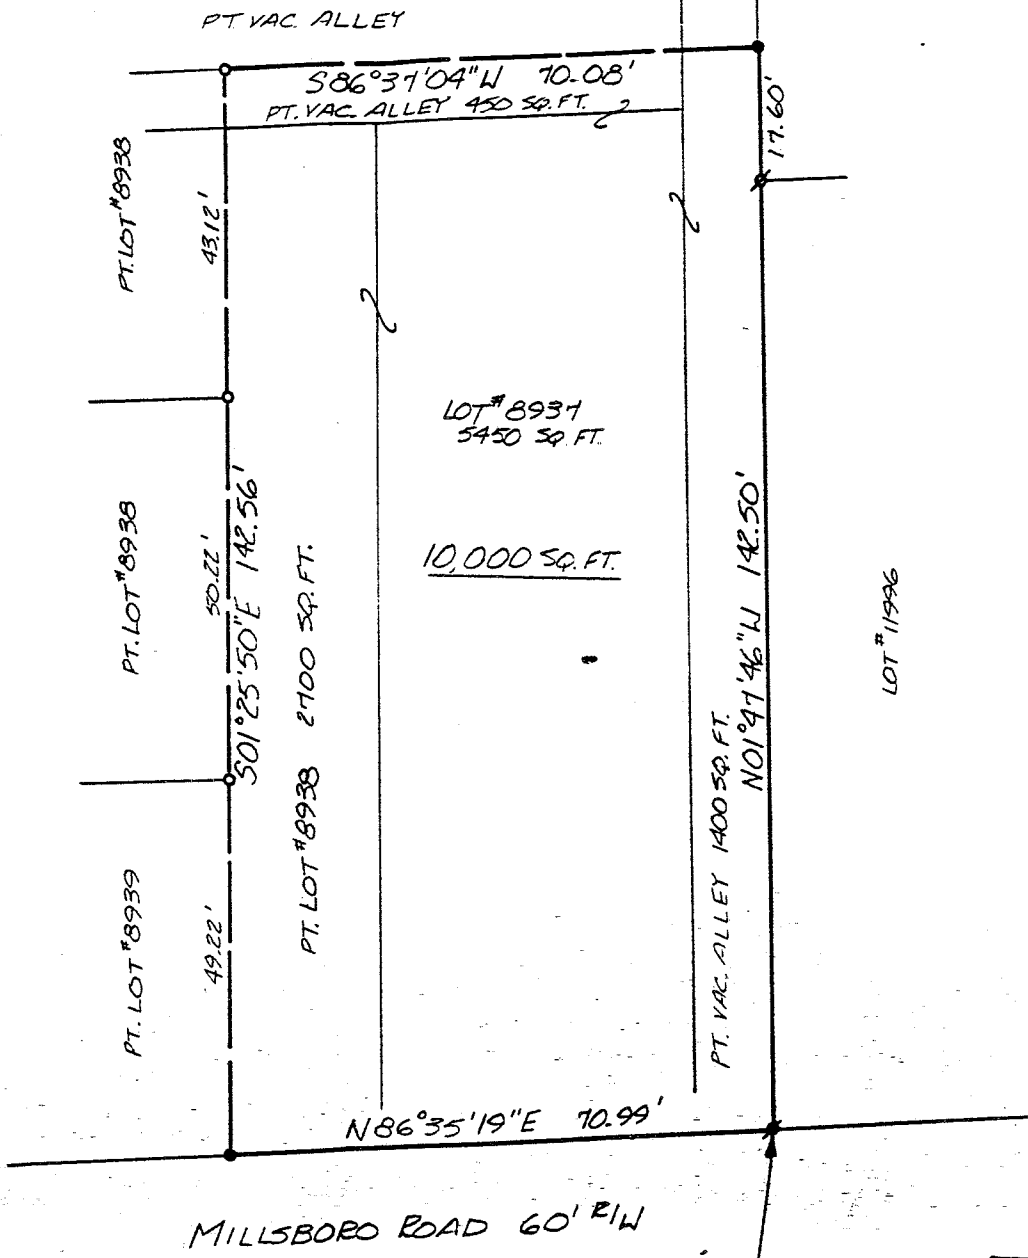 PT. VAC. ALLEY
S86°37'04"W 70.08'
PT. VAC. ALLEY 450 SQ. FT.
17.60'
PT. LOT #8938
43.12'
LOT #8937
5450 SQ. FT.
10,000 SQ. FT.
PT. LOT #8938
50.22'
S01°25'50"E 142.56'
PT. LOT #8938 2700 SQ. FT.
N01°47'46"W 142.50'
PT. VAC. ALLEY 1400 SQ. FT.
LOT #11996
PT. LOT #8939
49.22'
N86°35'19"E 70.99'
MILLSBORO ROAD 60' R/W